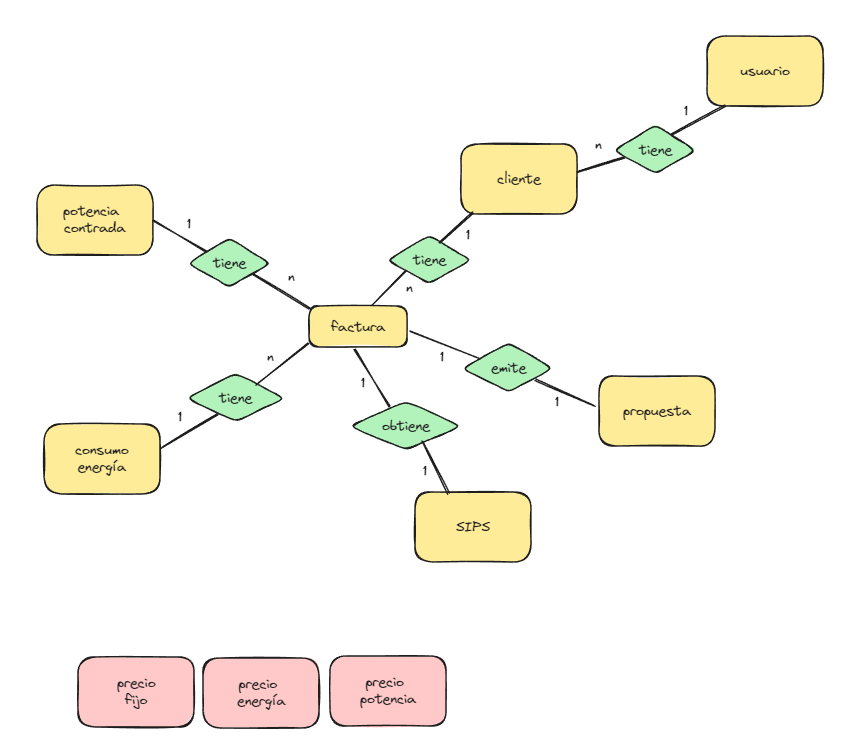 usuario
1
tiene
n
cliente
1
tiene
n
potencia
contrada
1
tiene
n
factura
n
tiene
1
consumo
energía
1
obtiene
1
SIPS
1
emite
1
propuesta
precio
fijo
precio
energía
precio
potencia